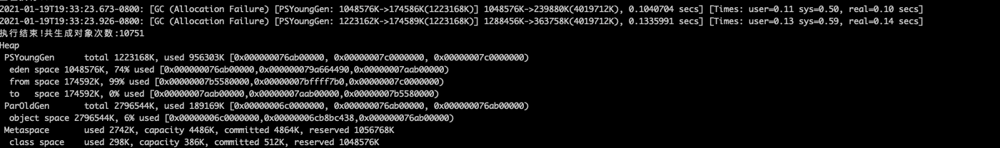 2021-01-19T19:33:23.673-0800: [GC (Allocation Failure) [PSYoungGen: 1048576K->174586K(1223168K)] 1048576K->239880K(4019712K), 0.1040704 secs] [Times: user=0.11 sys=0.50, real=0.10 secs]
2021-01-19T19:33:23.926-0800: [GC (Allocation Failure) [PSYoungGen: 1223162K->174589K(1223168K)] 1288456K->363758K(4019712K), 0.1335991 secs] [Times: user=0.13 sys=0.59, real=0.14 secs]
执行结束!共生成对象次数:10751
Heap
PSYoungGen total 1223168K, used 956303K [0x000000076ab00000, 0x00000007c0000000, 0x00000007c0000000)
eden space 1048576K, 74% used [0x000000076ab00000,0x000000079a664490,0x00000007aab00000)
from space 174592K, 99% used [0x00000007b5580000,0x00000007bffff7b0,0x00000007c0000000)
to space 174592K, 0% used [0x00000007aab00000,0x00000007aab00000,0x00000007b5580000)
ParOldGen total 2796544K, used 189169K [0x00000006c0000000, 0x000000076ab00000, 0x000000076ab00000)
object space 2796544K, 6% used [0x00000006c0000000,0x00000006cb8bc438,0x000000076ab00000)
Metaspace used 2742K, capacity 4486K, committed 4864K, reserved 1056768K
class space used 298K, capacity 386K, committed 512K, reserved 1048576K